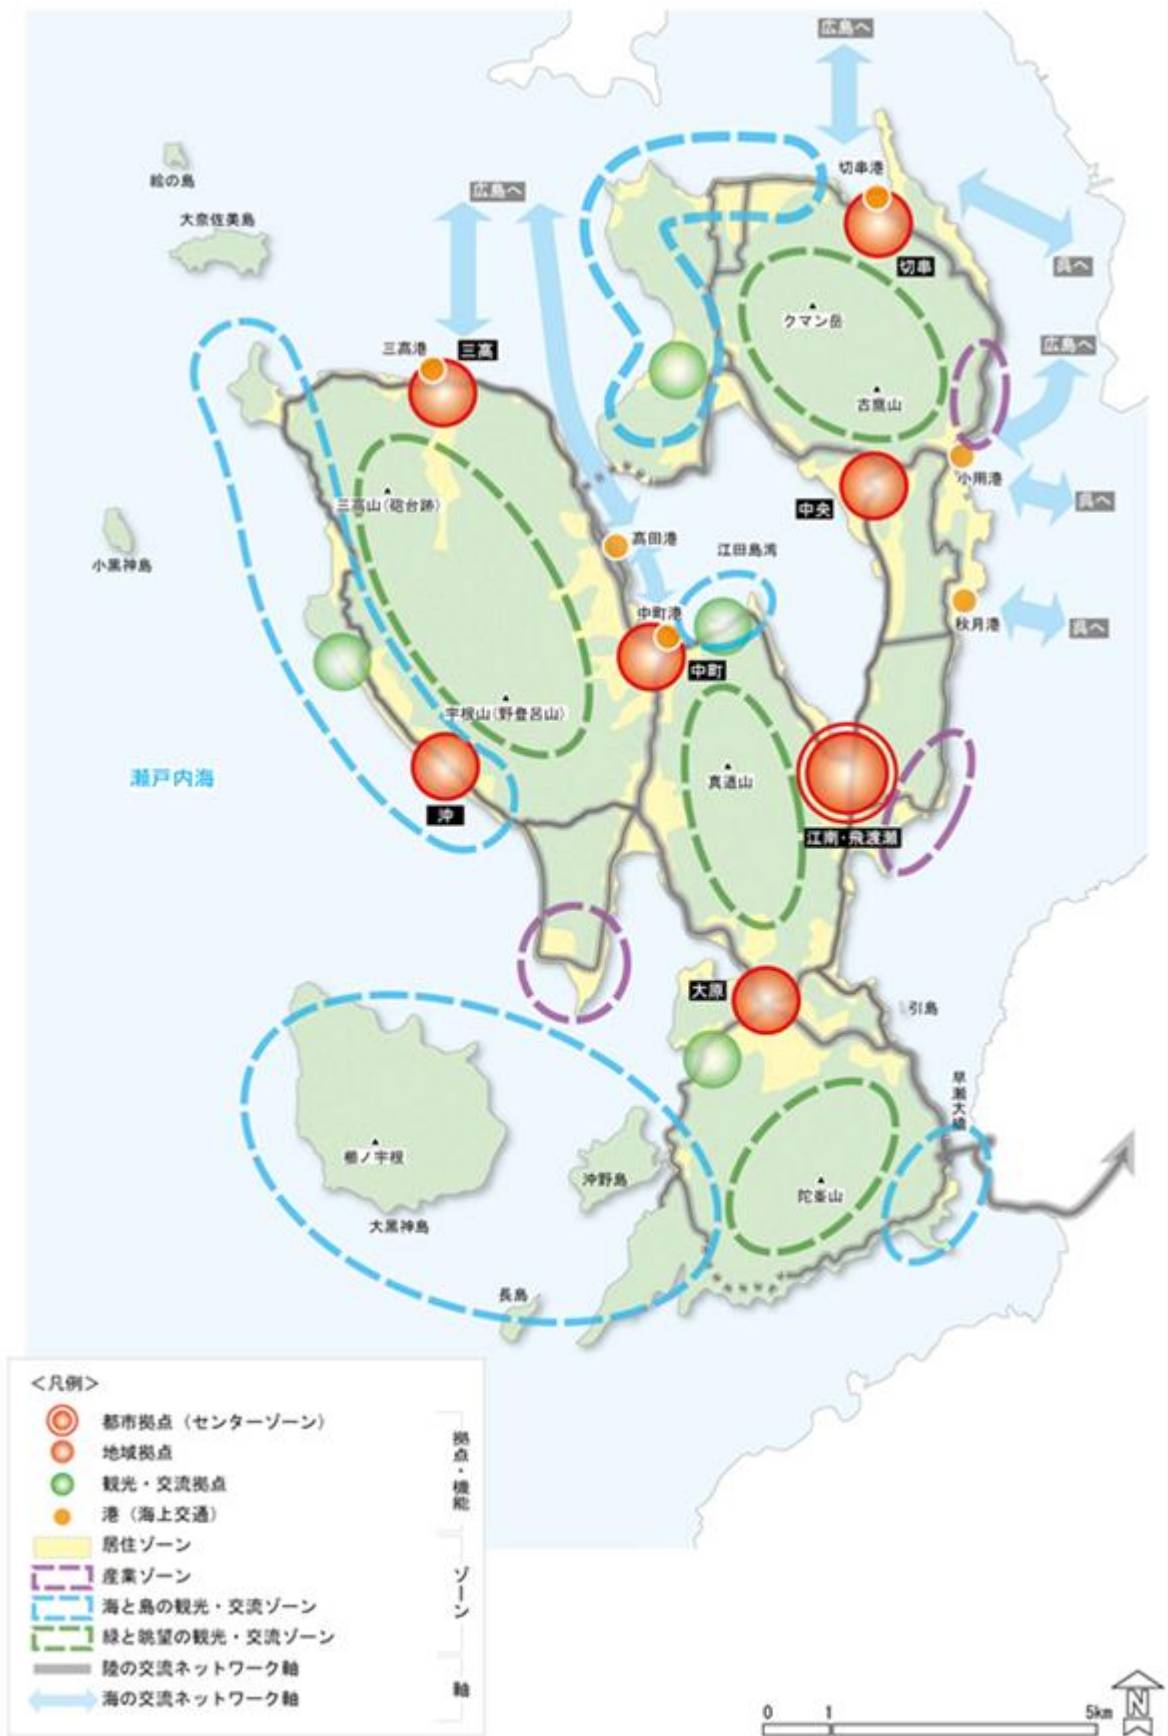 広島へ
切串港
絵の島
広島へ
大奈佐美島
切串
呉へ
クマン岳
広島へ
三高港
三高
古鷹山
小用港
三高山(砲台跡)
中央
呉へ
高田港
江田島湾
小黒神島
中町港
秋月港
呉へ
中町
宇根山(野登呂山)
瀬戸内海
真道山
沖
江南・飛渡瀬
大原
引島
早瀬大橋
櫛ノ宇根
沖野島
陀峯山
大黒神島
長島
<凡例>
都市拠点（センターゾーン）
地域拠点
観光・交流拠点
港（海上交通）
拠点・機能
居住ゾーン
産業ゾーン
海と島の観光・交流ゾーン
緑と眺望の観光・交流ゾーン
ゾーン
陸の交流ネットワーク軸
海の交流ネットワーク軸
軸
0 1 5km
N